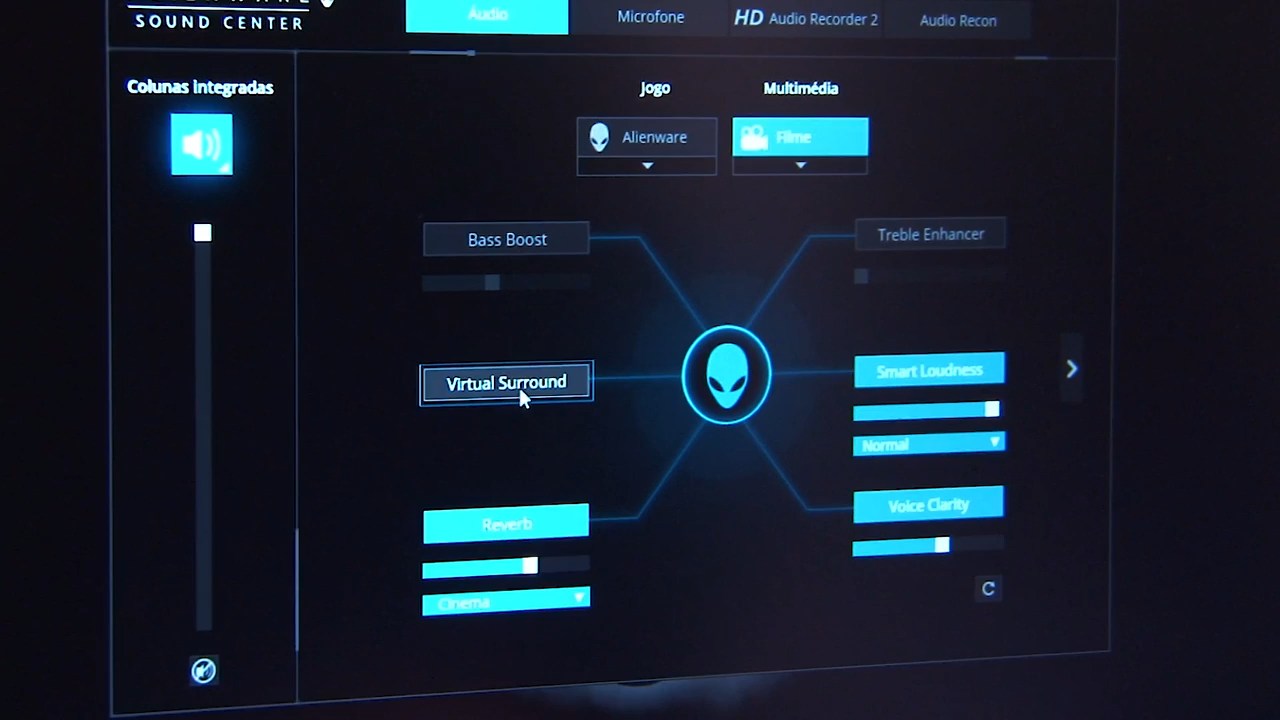 SOUND CENTER
Audio
Microfone
HD Audio Recorder 2
Audio Recon
Colunas integradas
Jogo
Multimédia
Alienware
Filme
Bass Boost
Treble Enhancer
Virtual Surround
Smart Loudness
Normal
Reverb
Voice Clarity
Cinema